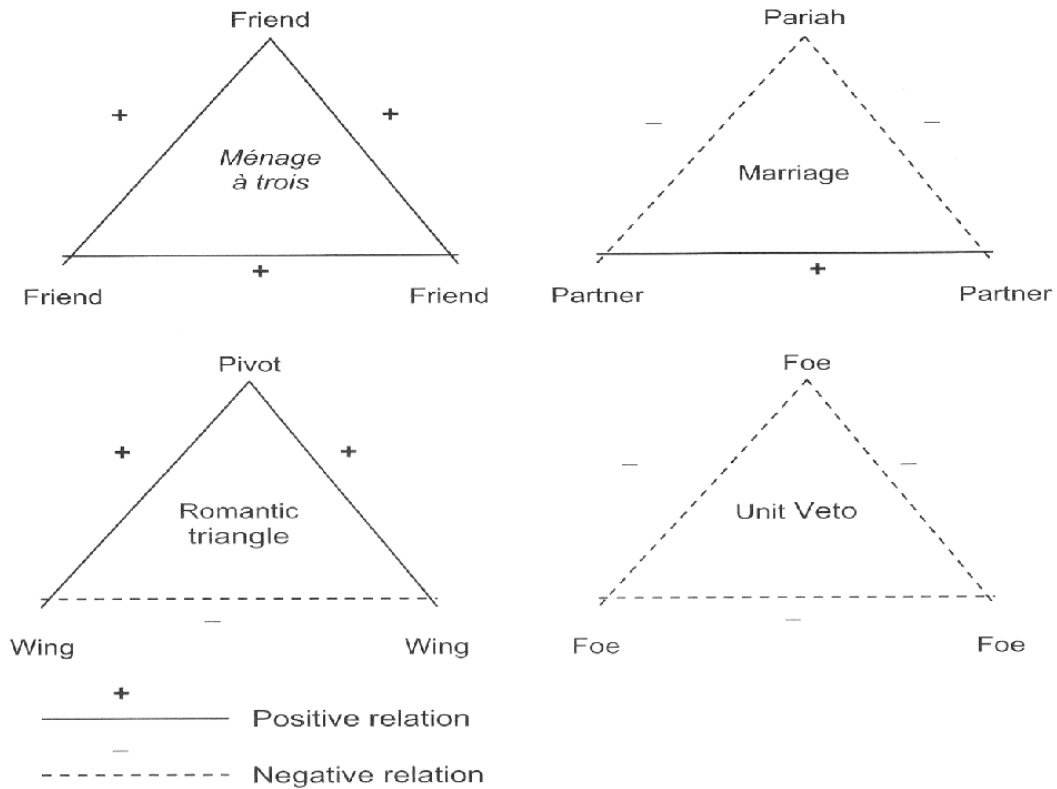 Friend
Pariah
+
+
–
–
Ménage
à trois
Marriage
+
+
Friend
Friend
Partner
Partner
Pivot
Foe
+
+
–
–
Romantic
triangle
Unit Veto
–
–
Wing
Wing
Foe
Foe
+
Positive relation
–
Negative relation